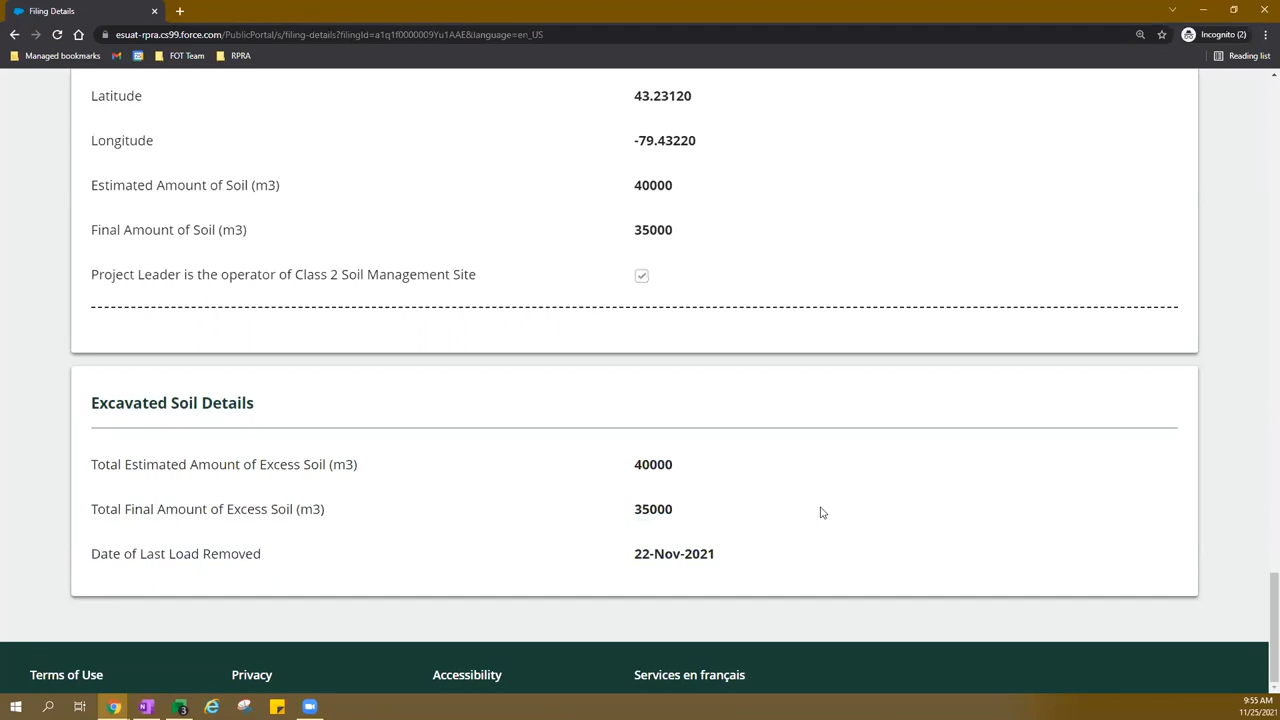 Filing Details
esuat-rpra.cs99.force.com/PublicPortal/s/filing-details?filingId=a1q1f0000009Yu1AAE&language=en_US
Incognito (2)
Managed bookmarks
FOT Team
RPRA
Reading list
Latitude 43.23120
Longitude -79.43220
Estimated Amount of Soil (m3) 40000
Final Amount of Soil (m3) 35000
Project Leader is the operator of Class 2 Soil Management Site
Excavated Soil Details
Total Estimated Amount of Excess Soil (m3) 40000
Total Final Amount of Excess Soil (m3) 35000
Date of Last Load Removed 22-Nov-2021
Terms of Use Privacy Accessibility Services en français
3
9:55 AM
11/25/2021